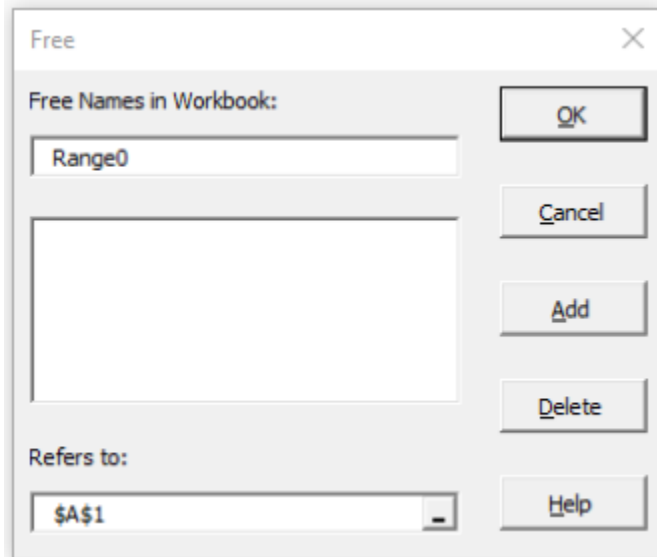 Free
Free Names in Workbook:
Range0
OK
Cancel
Add
Delete
Refers to:
$A$1
Help